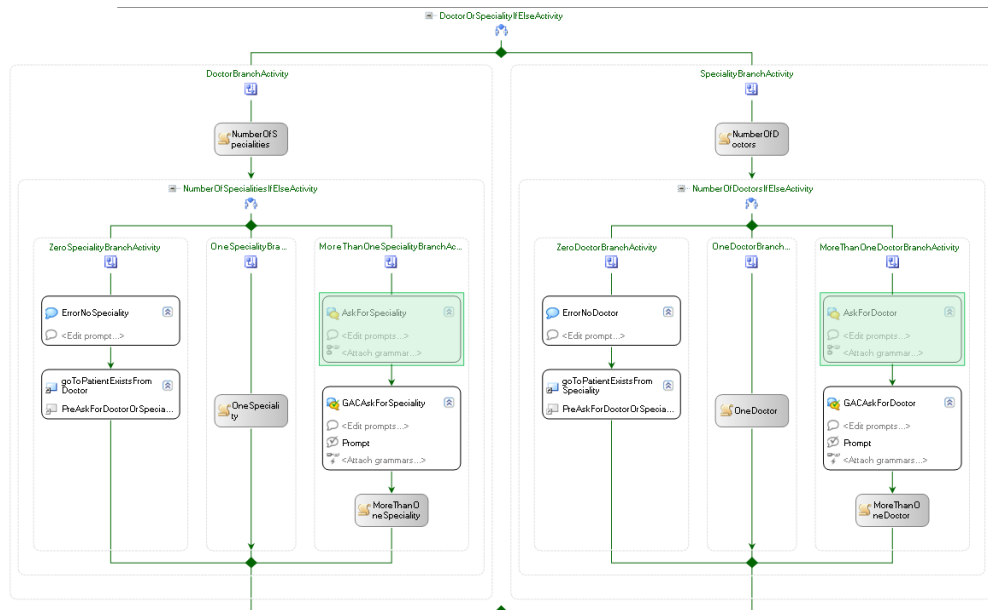 DoctorOrSpecialityIfElseActivity
DoctorBranchActivity
NumberOfS
pecialities
NumberOfSpecialitiesIfElseActivity
ZeroSpecialityBranchActivity
OneSpecialityBra...
MoreThanOneSpecialityBranchAc...
ErrorNoSpeciality
<Edit prompt...>
goToPatientExistsFrom
Doctor
PreAskForDoctorOrSpecia...
OneSpeciali
ty
AskForSpeciality
<Edit prompts...>
<Attach grammar...>
GACAskForSpeciality
<Edit prompts...>
Prompt
<Attach grammars...>
MoreThanO
neSpeciality
SpecialityBranchActivity
NumberOfD
octors
NumberOfDoctorsIfElseActivity
ZeroDoctorBranchActivity
OneDoctorBranch...
MoreThanOneDoctorBranchActivity
ErrorNoDoctor
<Edit prompt...>
goToPatientExistsFrom
Speciality
PreAskForDoctorOrSpecia...
OneDoctor
AskForDoctor
<Edit prompts...>
<Attach grammar...>
GACAskForDoctor
<Edit prompts...>
Prompt
<Attach grammars...>
MoreThanO
neDoctor